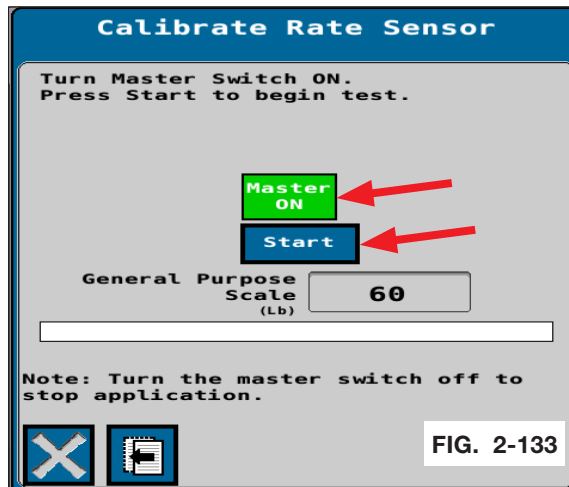 Calibrate Rate Sensor
Turn Master Switch ON.
Press Start to begin test.
Master
ON
Start
General Purpose
Scale
(Lb)
60
Note: Turn the master switch off to
stop application.
FIG. 2-133